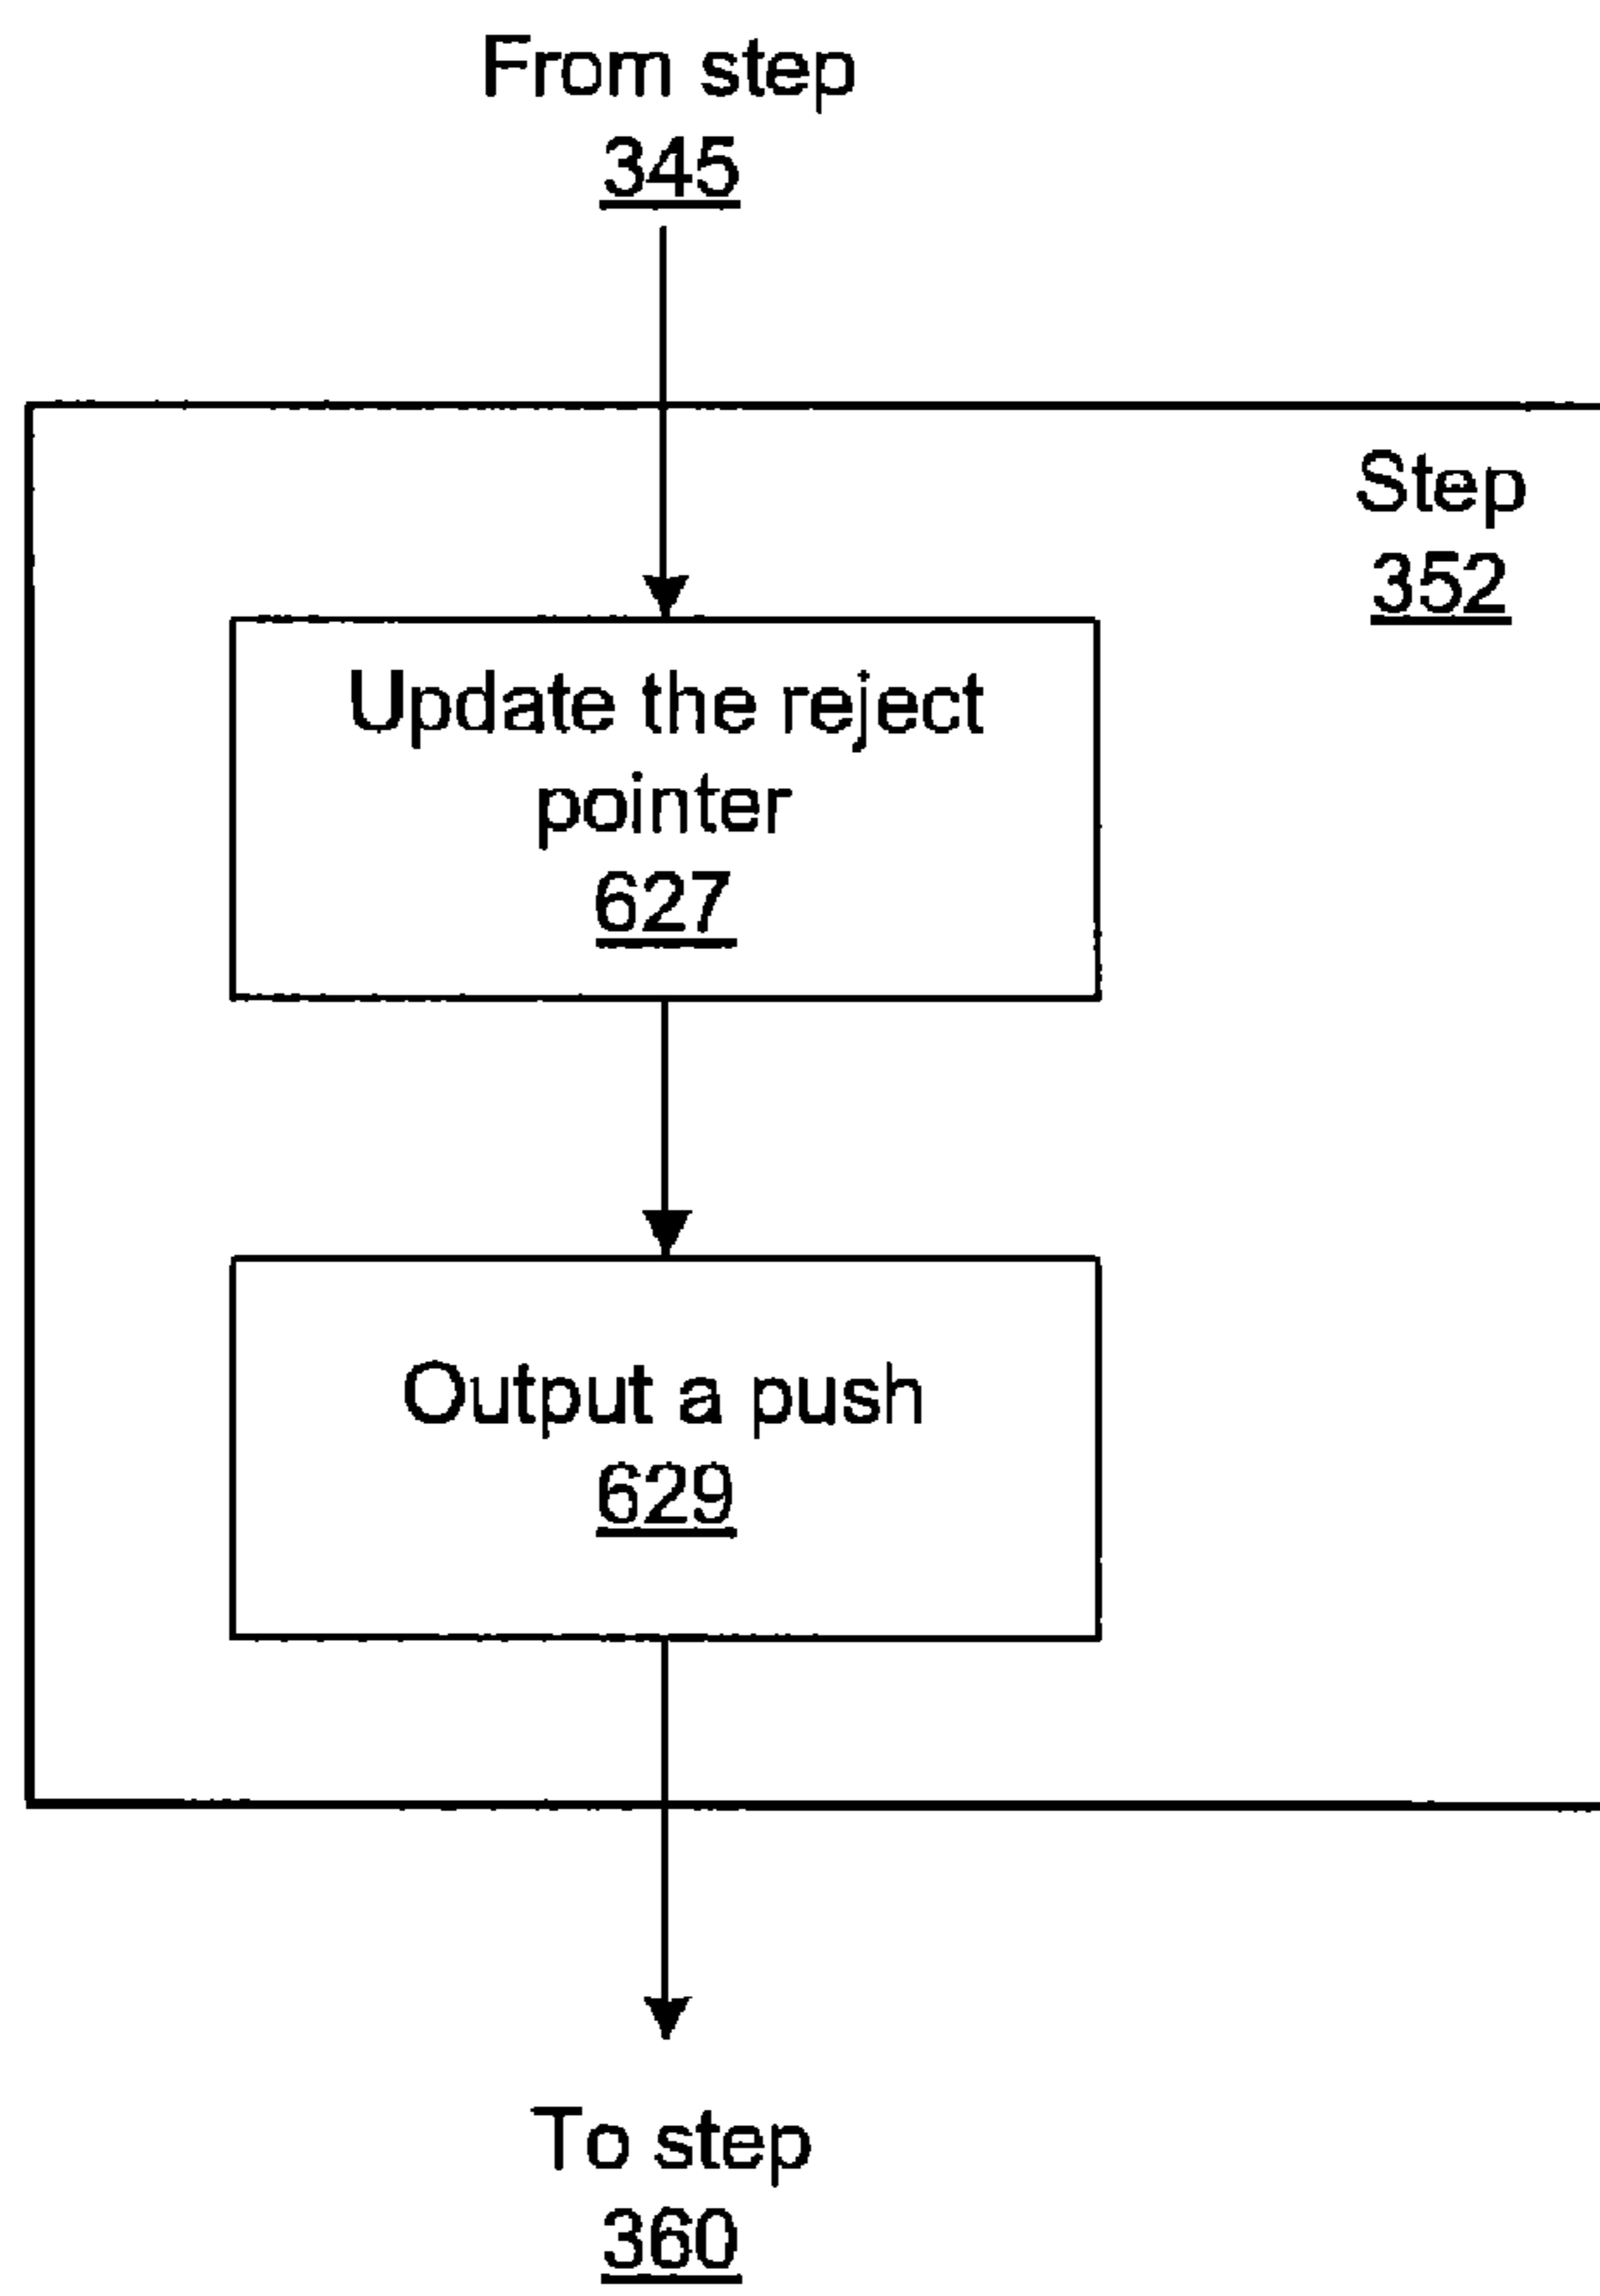 From step
345
Step
352
Update the reject
pointer
627
Output a push
629
To step
360